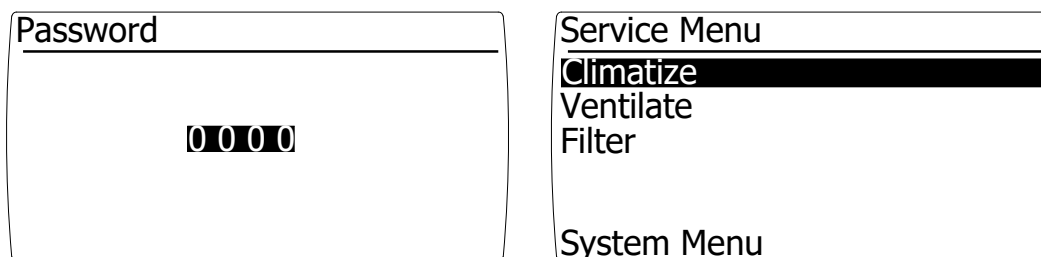 Password
0 0 0 0
Service Menu
Climatize
Ventilate
Filter
System Menu